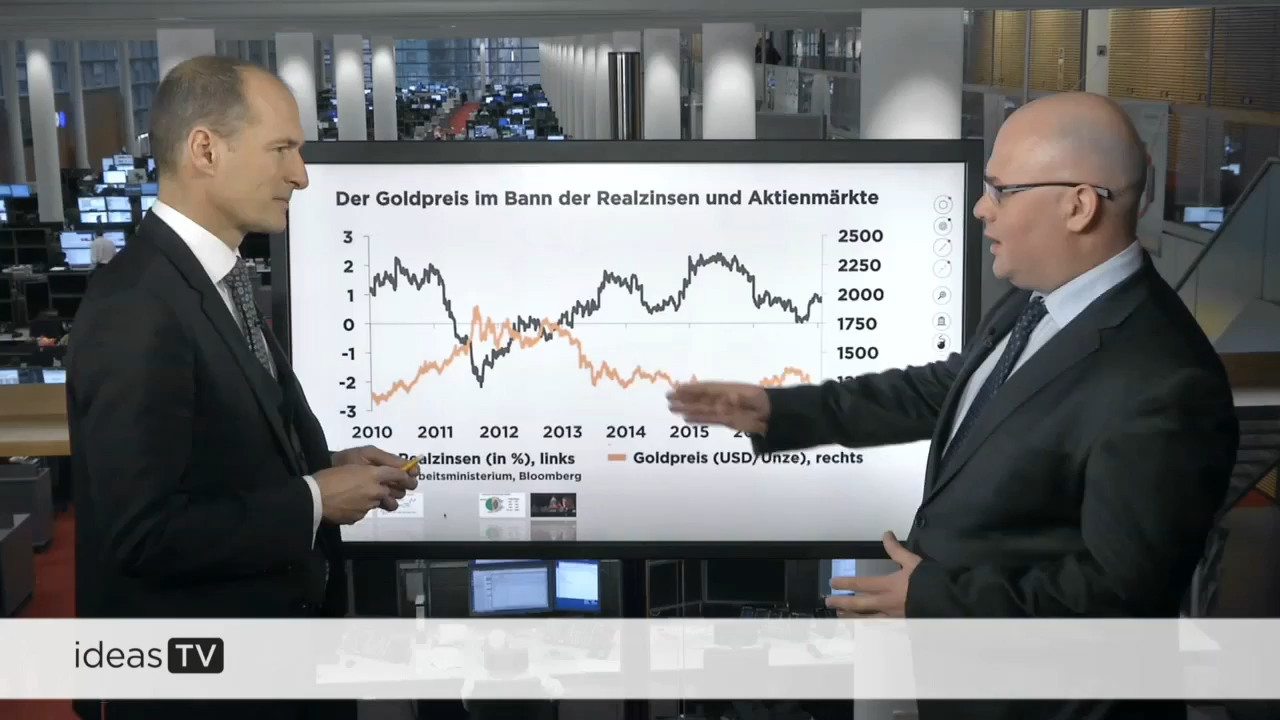 Der Goldpreis im Bann der Realzinsen und Aktienmärkte
3 2500
2 2250
1 2000
0 1750
-1 1500
-2
-3
2010 2011 2012 2013 2014 2015
Realzinsen (in %), links Goldpreis (USD/Unze), rechts
beitsministerium, Bloomberg
ideas TV